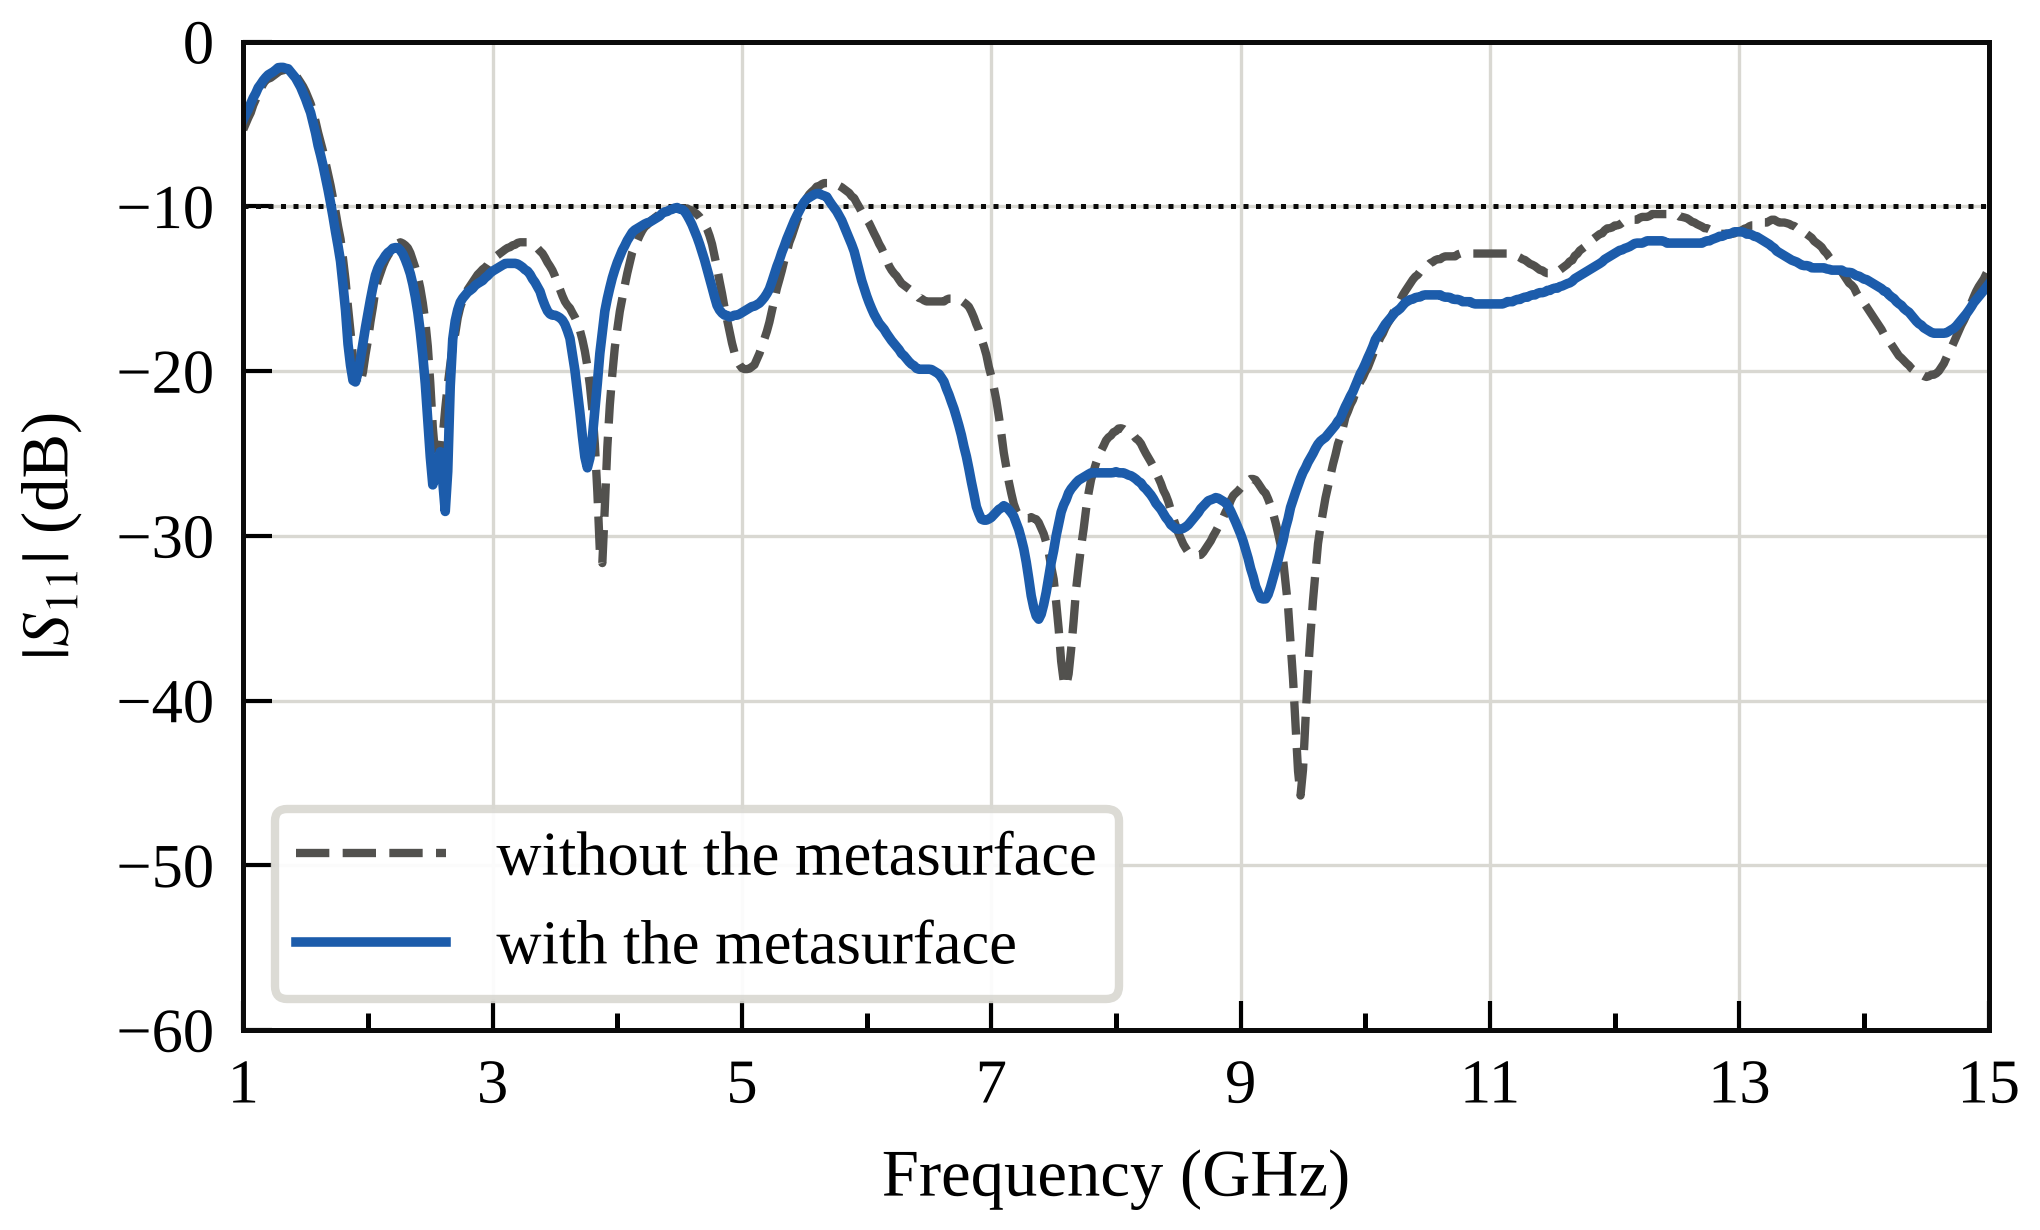 0
−10
−20
−30
−40
−50
−60
|S11| (dB)
without the metasurface
with the metasurface
1 3 5 7 9 11 13 15
Frequency (GHz)